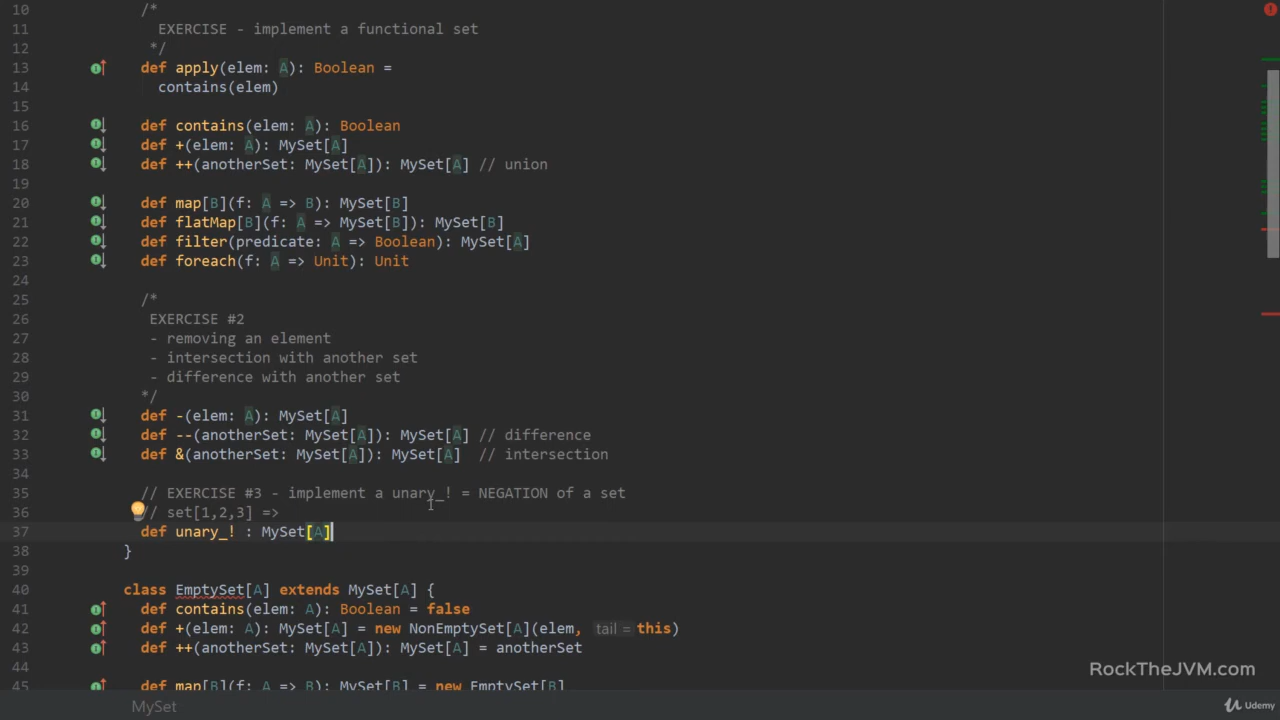 10 /*
11 EXERCISE - implement a functional set
12 */
13 def apply(elem: A): Boolean =
14 contains(elem)
15
16 def contains(elem: A): Boolean
17 def +(elem: A): MySet[A]
18 def ++(anotherSet: MySet[A]): MySet[A] // union
19
20 def map[B](f: A => B): MySet[B]
21 def flatMap[B](f: A => MySet[B]): MySet[B]
22 def filter(predicate: A => Boolean): MySet[A]
23 def foreach(f: A => Unit): Unit
24
25 /*
26 EXERCISE #2
27 - removing an element
28 - intersection with another set
29 - difference with another set
30 */
31 def -(elem: A): MySet[A]
32 def --(anotherSet: MySet[A]): MySet[A] // difference
33 def &(anotherSet: MySet[A]): MySet[A] // intersection
34
35 // EXERCISE #3 - implement a unary_! = NEGATION of a set
36 // set[1,2,3] =>
37 def unary_! : MySet[A]
38 }
39
40 class EmptySet[A] extends MySet[A] {
41 def contains(elem: A): Boolean = false
42 def +(elem: A): MySet[A] = new NonEmptySet[A](elem, tail = this)
43 def ++(anotherSet: MySet[A]): MySet[A] = anotherSet
44
45 def map[B](f: A => B): MySet[B] = new EmptySet[B]
RockTheJVM.com
MySet
Udemy